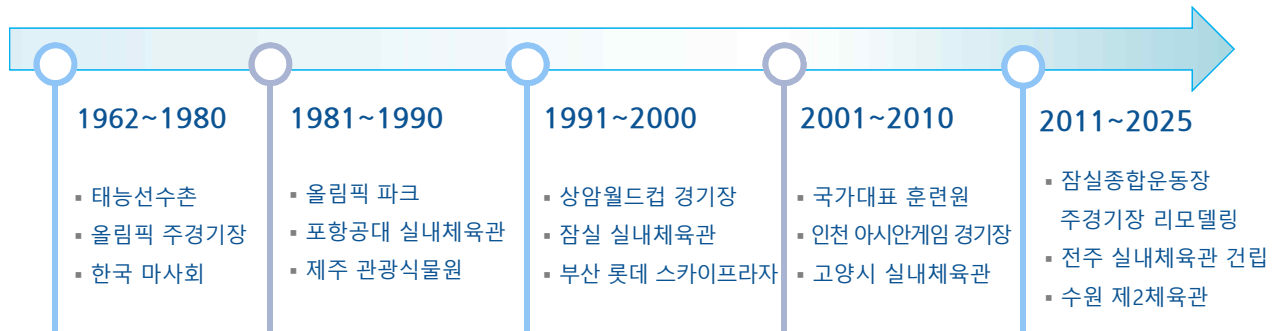 1962~1980
▪ 태능선수촌
▪ 올림픽 주경기장
▪ 한국 마사회
1981~1990
▪ 올림픽 파크
▪ 포항공대 실내체육관
▪ 제주 관광식물원
1991~2000
▪ 상암월드컵 경기장
▪ 잠실 실내체육관
▪ 부산 롯데 스카이프라자
2001~2010
▪ 국가대표 훈련원
▪ 인천 아시안게임 경기장
▪ 고양시 실내체육관
2011~2025
▪ 잠실종합운동장
주경기장 리모델링
▪ 전주 실내체육관 건립
▪ 수원 제2체육관